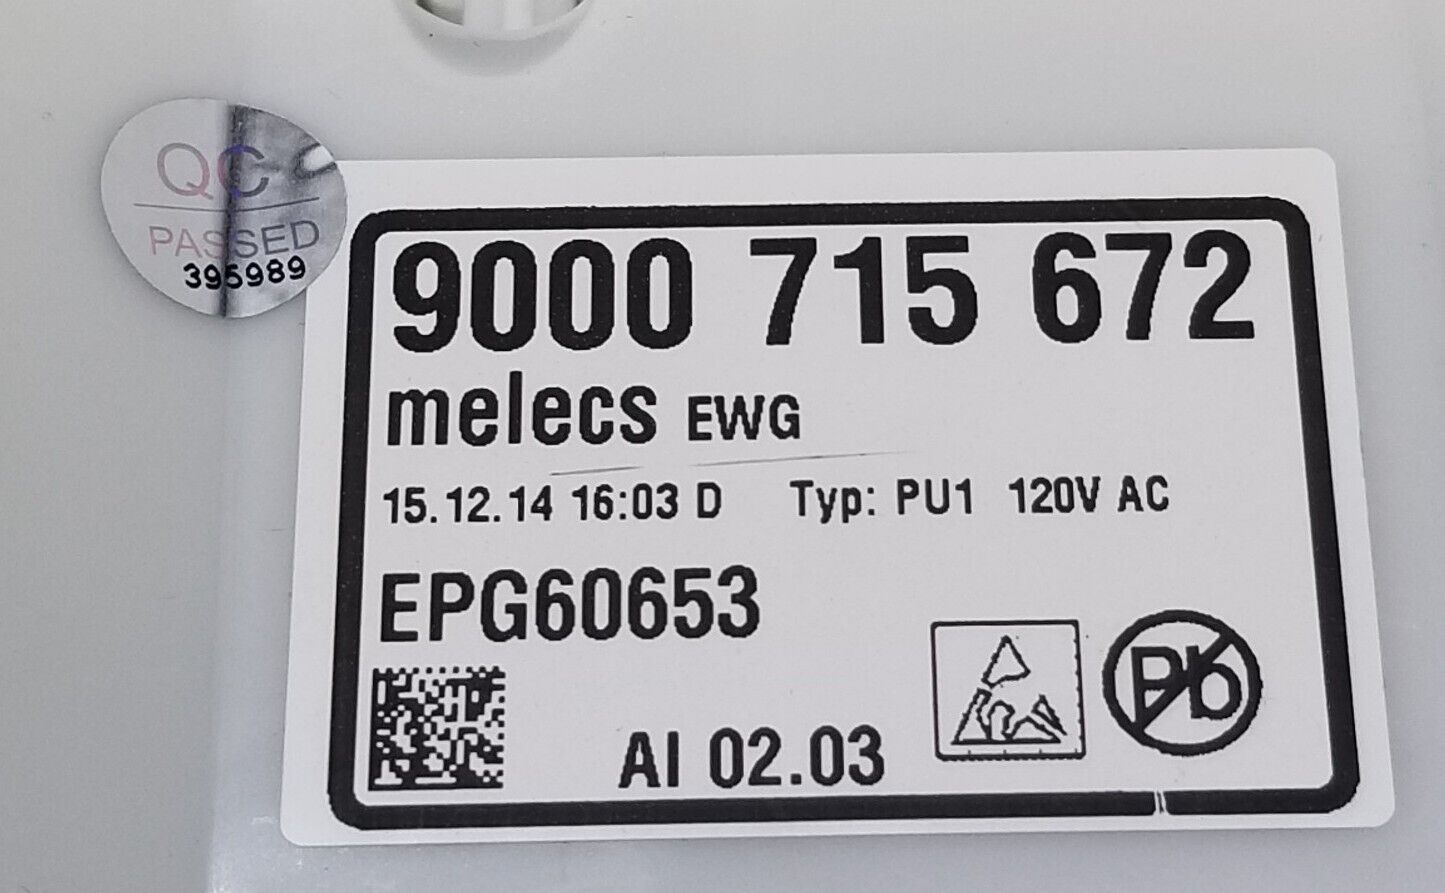 QC
PASSED
395989
9000 715 672
melecs EWG
15.12.14 16:03 D Typ: PU1 120V AC
EPG60653
AI 02.03
Pb